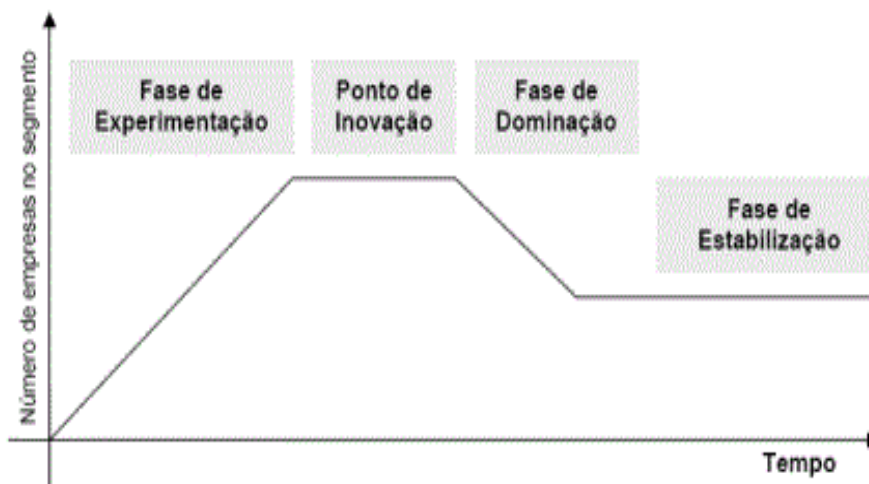 Número de empresas no segmento
Fase de
Experimentação
Ponto de
Inovação
Fase de
Dominação
Fase de
Estabilização
Tempo